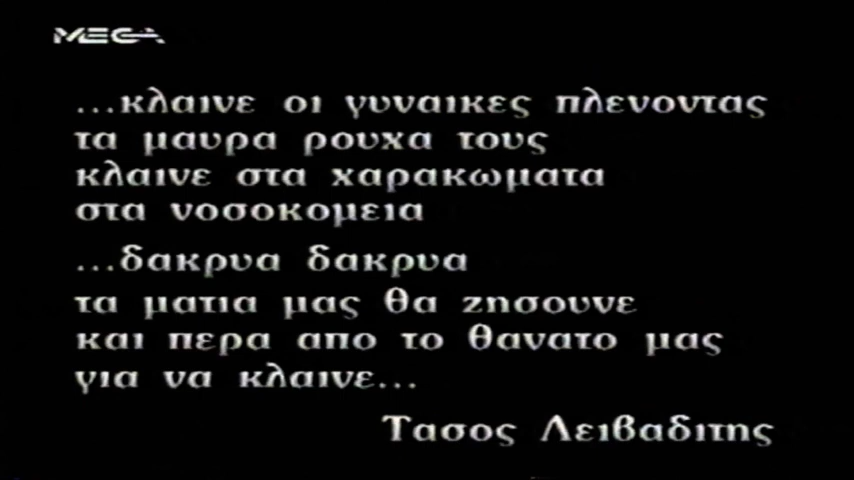 MEGA
...κλαινε οι γυναικες πλενοντας
τα μαυρα ρουχα τους
κλαινε στα χαρακωματα
στα νοσοκομεια
...δακρυα δακρυα
τα ματια μας θα ζησουνε
και περα απο το θανατο μας
για να κλαινε...
Τασος Λειβαδιτης